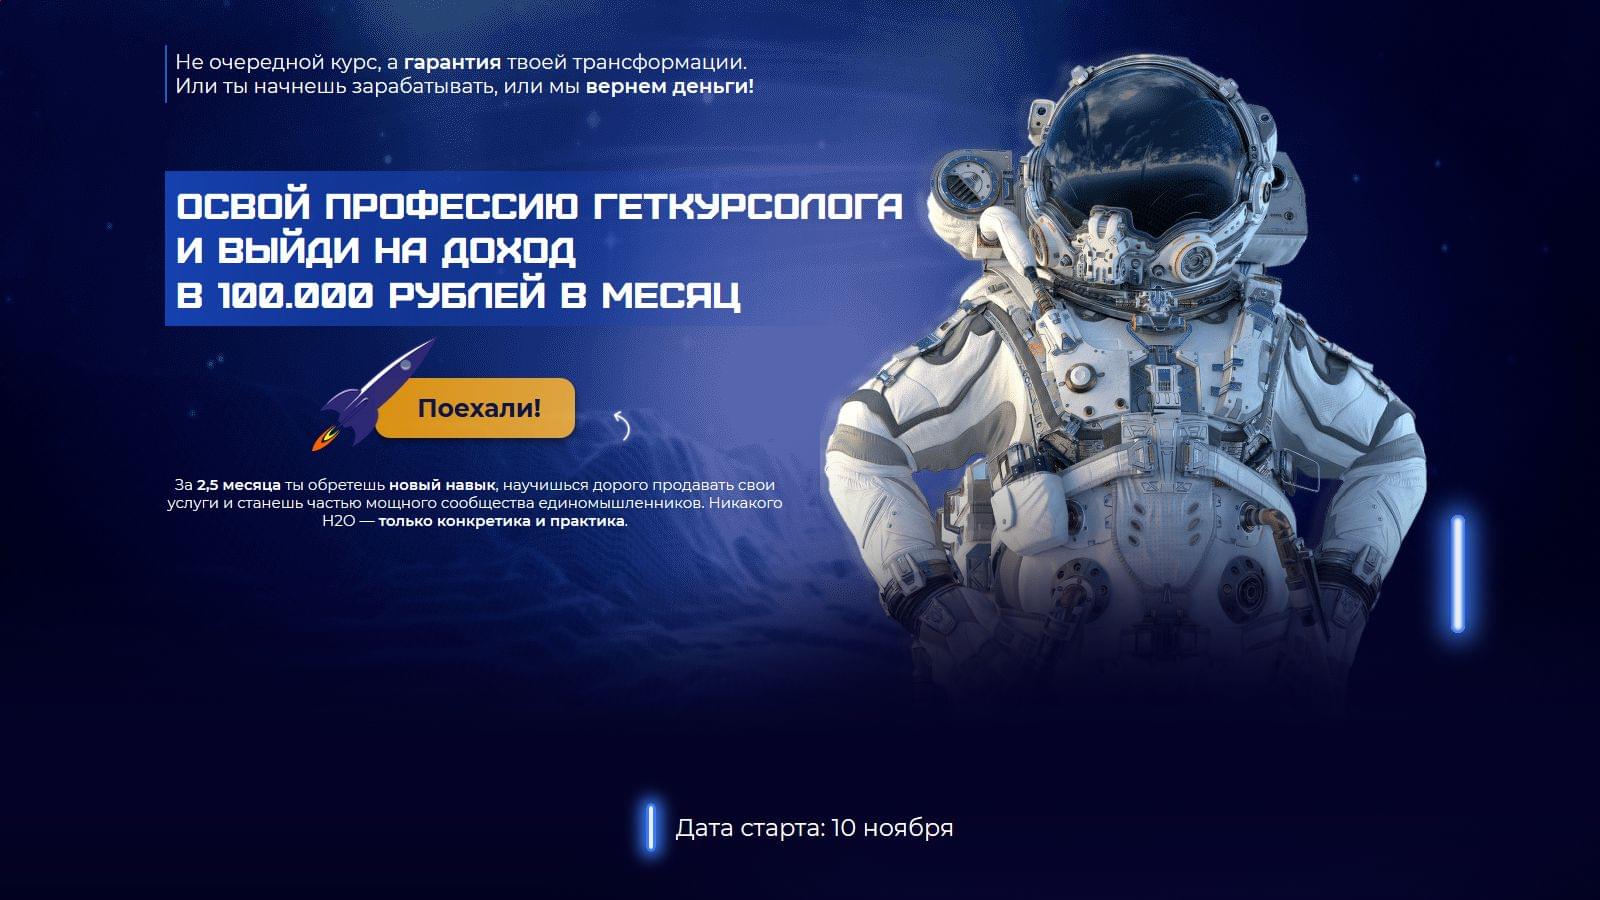 Не очередной курс, а гарантия твоей трансформации.
Или ты начнешь зарабатывать, или мы вернем деньги!
ОСВОЙ ПРОФЕССИЮ ГЕТКУРСОЛОГА
И ВЫЙДИ НА ДОХОД
В 100.000 РУБЛЕЙ В МЕСЯЦ
Поехали!
За 2,5 месяца ты обретешь новый навык, научишься дорого продавать свои
услуги и станешь частью мощного сообщества единомышленников. Никакого
H2O — только конкретика и практика.
Дата старта: 10 ноября